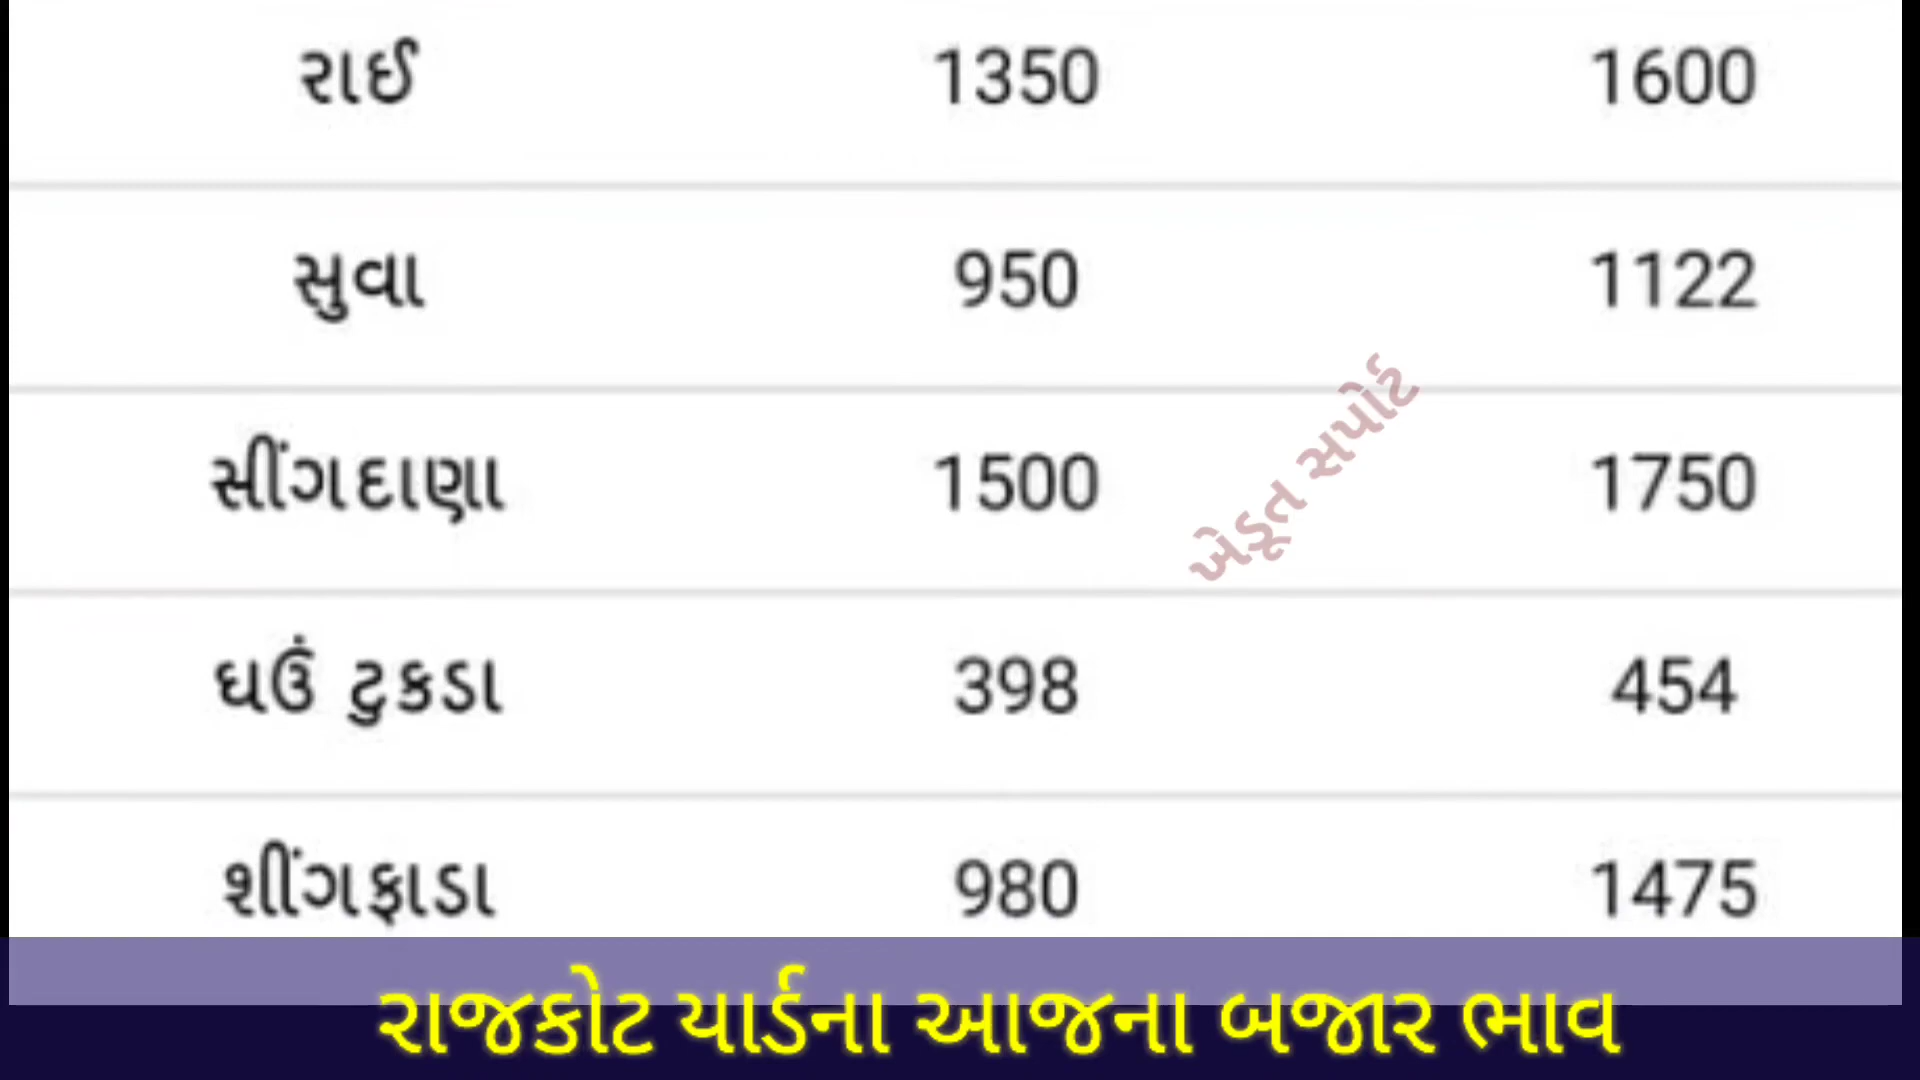 રાઈ 1350 1600
સુવા 950 1122
સીંગદાણા 1500 1750
ખેડૂત સપોર્ટ
ઘઉં ટુકડા 398 454
શીંગફાડા 980 1475
રાજકોટ યાર્ડના આજના બજાર ભાવ